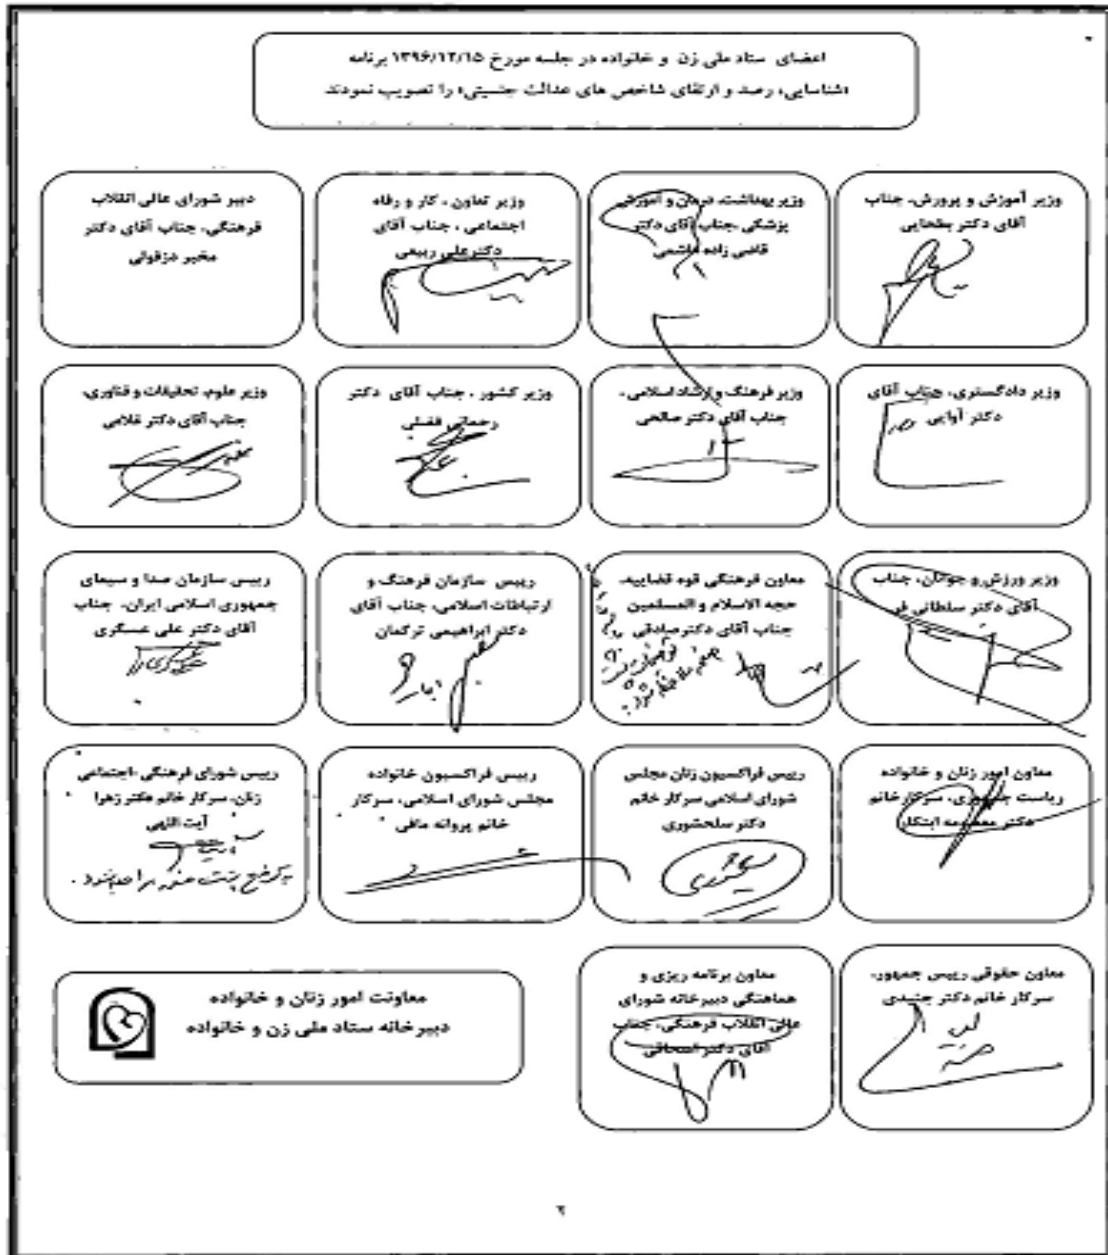 اعضای ستاد ملی زن و خانواده در جلسه مورخ ۱۳۹۶/۱۲/۱۵ برنامه
«شناسایی، رصد و ارتقای شاخص های عدالت جنسیتی» را تصویب نمودند
وزیر آموزش و پرورش، جناب
آقای دکتر بطحایی
وزیر بهداشت، درمان و آموزش
پزشکی، جناب آقای دکتر
قاضی زاده هاشمی
وزیر تعاون، کار و رفاه
اجتماعی، جناب آقای
دکتر علی ربیعی
دبیر شورای عالی انقلاب
فرهنگی، جناب آقای دکتر
مخبر دزفولی
وزیر دادگستری، جناب آقای
دکتر آوایی
وزیر فرهنگ و ارشاد اسلامی،
جناب آقای دکتر صالحی
وزیر کشور، جناب آقای دکتر
رحمانی فضلی
وزیر علوم، تحقیقات و فناوری،
جناب آقای دکتر غلامی
وزیر ورزش و جوانان، جناب
آقای دکتر سلطانی فر
معاون فرهنگی قوه قضاییه،
حجه الاسلام و المسلمین
جناب آقای دکتر صادقی
رییس سازمان فرهنگ و
ارتباطات اسلامی، جناب آقای
دکتر ابراهیمی ترکمان
رییس سازمان صدا و سیمای
جمهوری اسلامی ایران، جناب
آقای دکتر علی عسگری
معاون امور زنان و خانواده
ریاست جمهوری، سرکار خانم
دکتر معصومه ابتکار
رییس فراکسیون زنان مجلس
شورای اسلامی سرکار خانم
دکتر سلحشوری
رییس فراکسیون خانواده
مجلس شورای اسلامی، سرکار
خانم پروانه مافی
رییس شورای فرهنگی، اجتماعی
زنان، سرکار خانم دکتر زهرا
آیت اللهی
معاون حقوقی رییس جمهور،
سرکار خانم دکتر جنیدی
معاون برنامه ریزی و
هماهنگی دبیرخانه شورای
عالی انقلاب فرهنگی، جناب
آقای دکتر اسحاقی
معاونت امور زنان و خانواده
دبیرخانه ستاد ملی زن و خانواده
۲